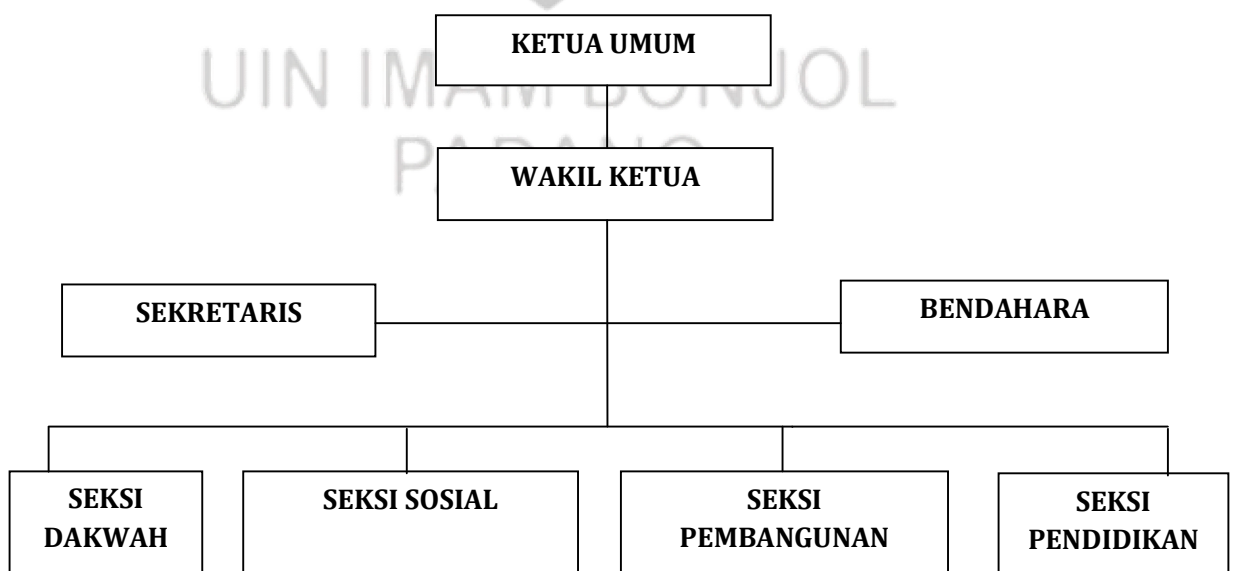 KETUA UMUM
UIN IMAM BONJOL
PADANG
WAKIL KETUA
SEKRETARIS
BENDAHARA
SEKSI
DAKWAH
SEKSI SOSIAL
SEKSI
PEMBANGUNAN
SEKSI
PENDIDIKAN